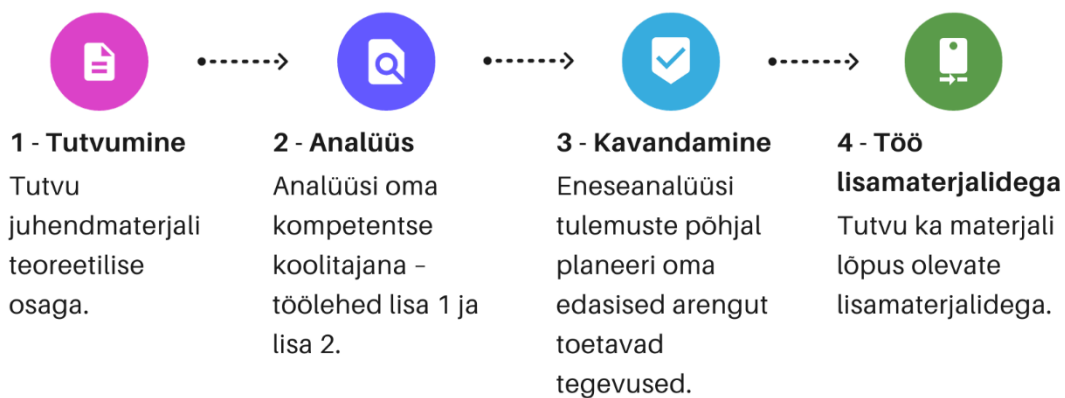 1 - Tutvumine
Tutvu
juhendmaterjali
teoreetilise
osaga.
2 - Analüüs
Analüüsi oma
kompetentse
koolitajana –
töölehed lisa 1 ja
lisa 2.
3 - Kavandamine
Eneseanalüüsi
tulemuste põhjal
planeeri oma
edasised arengut
toetavad
tegevused.
4 - Töö
lisamaterjalidega
Tutvu ka materjali
lõpus olevate
lisamaterjalidega.